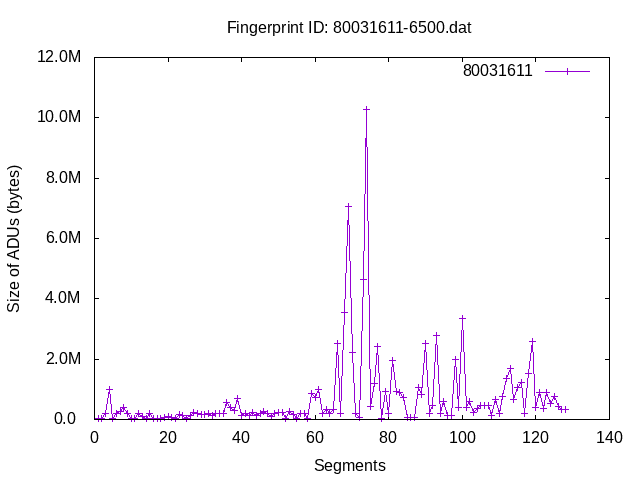 Fingerprint ID: 80031611-6500.dat
12.0M
80031611
10.0M
8.0M
6.0M
4.0M
2.0M
0.0
Size of ADUs (bytes)
0 20 40 60 80 100 120 140
Segments